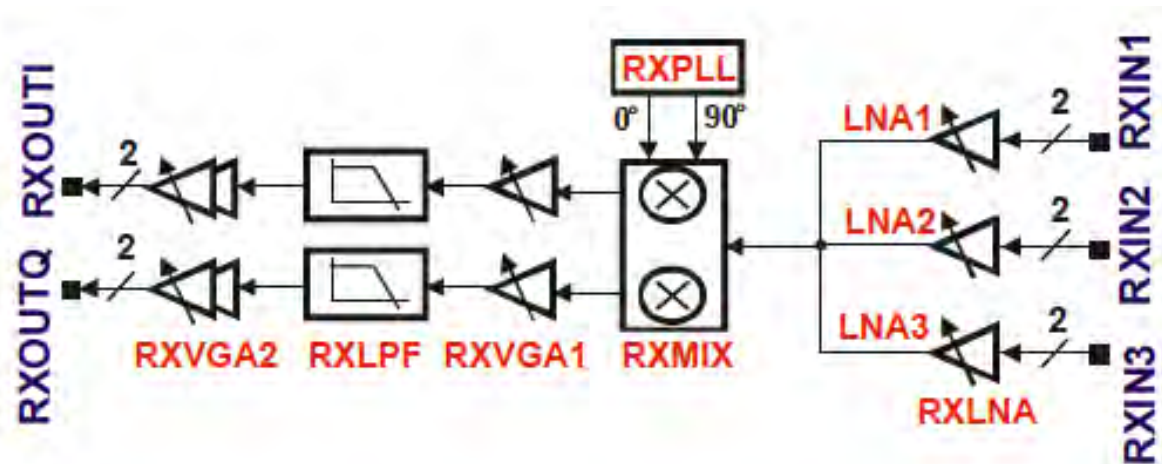 RXPLL
0° 90°
RXOUTI
2
RXOUTQ
2
LNA1
2
RXIN1
LNA2
2
RXIN2
LNA3
2
RXIN3
RXVGA2 RXLPF RXVGA1 RXMIX
RXLNA